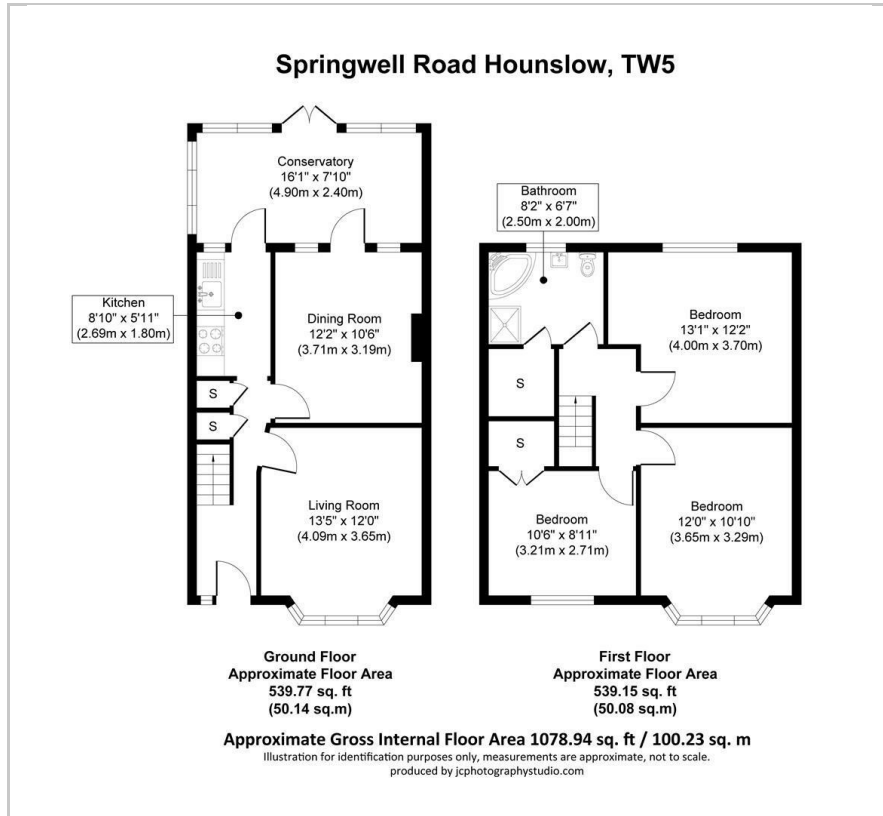 Springwell Road Hounslow, TW5
Conservatory
16'1" x 7'10"
(4.90m x 2.40m)
Kitchen
8'10" x 5'11"
(2.69m x 1.80m)
Dining Room
12'2" x 10'6"
(3.71m x 3.19m)
S
S
Living Room
13'5" x 12'0"
(4.09m x 3.65m)
Bathroom
8'2" x 6'7"
(2.50m x 2.00m)
Bedroom
13'1" x 12'2"
(4.00m x 3.70m)
S
S
Bedroom
10'6" x 8'11"
(3.21m x 2.71m)
Bedroom
12'0" x 10'10"
(3.65m x 3.29m)
Ground Floor
Approximate Floor Area
539.77 sq. ft
(50.14 sq.m)
First Floor
Approximate Floor Area
539.15 sq. ft
(50.08 sq.m)
Approximate Gross Internal Floor Area 1078.94 sq. ft / 100.23 sq. m
Illustration for identification purposes only, measurements are approximate, not to scale.
produced by jcphotographystudio.com